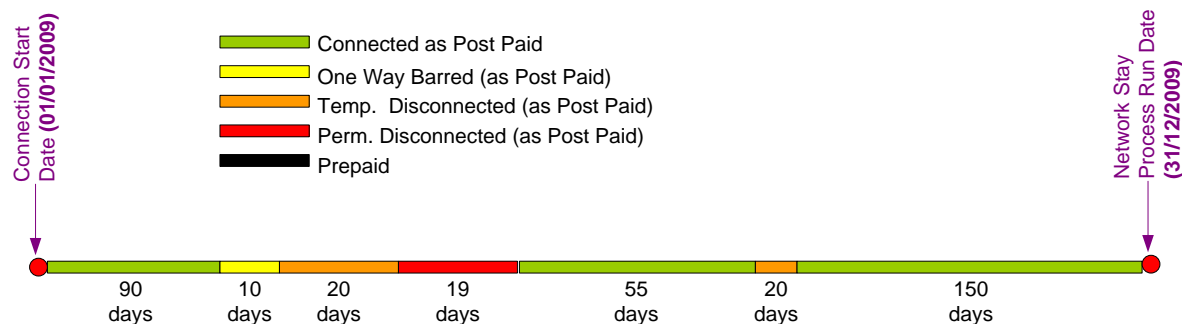 Connection Start
Date (01/01/2009)
Connected as Post Paid
One Way Barred (as Post Paid)
Temp.  Disconnected (as Post Paid)
Perm. Disconnected (as Post Paid)
Prepaid
Network Stay
Process Run Date
(31/12/2009)
90
days
10
days
20
days
19
days
55
days
20
days
150
days